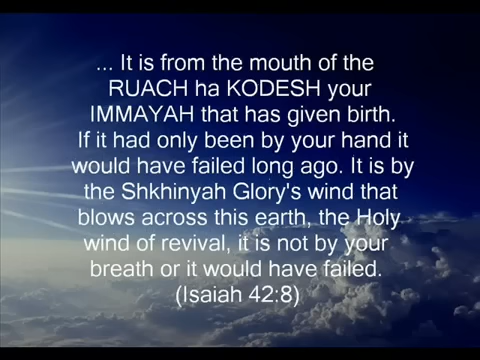 ... It is from the mouth of the
RUACH ha KODESH your
IMMAYAH that has given birth.
If it had only been by your hand it
would have failed long ago. It is by
the Shkhinyah Glory's wind that
blows across this earth, the Holy
wind of revival, it is not by your
breath or it would have failed.
(Isaiah 42:8)